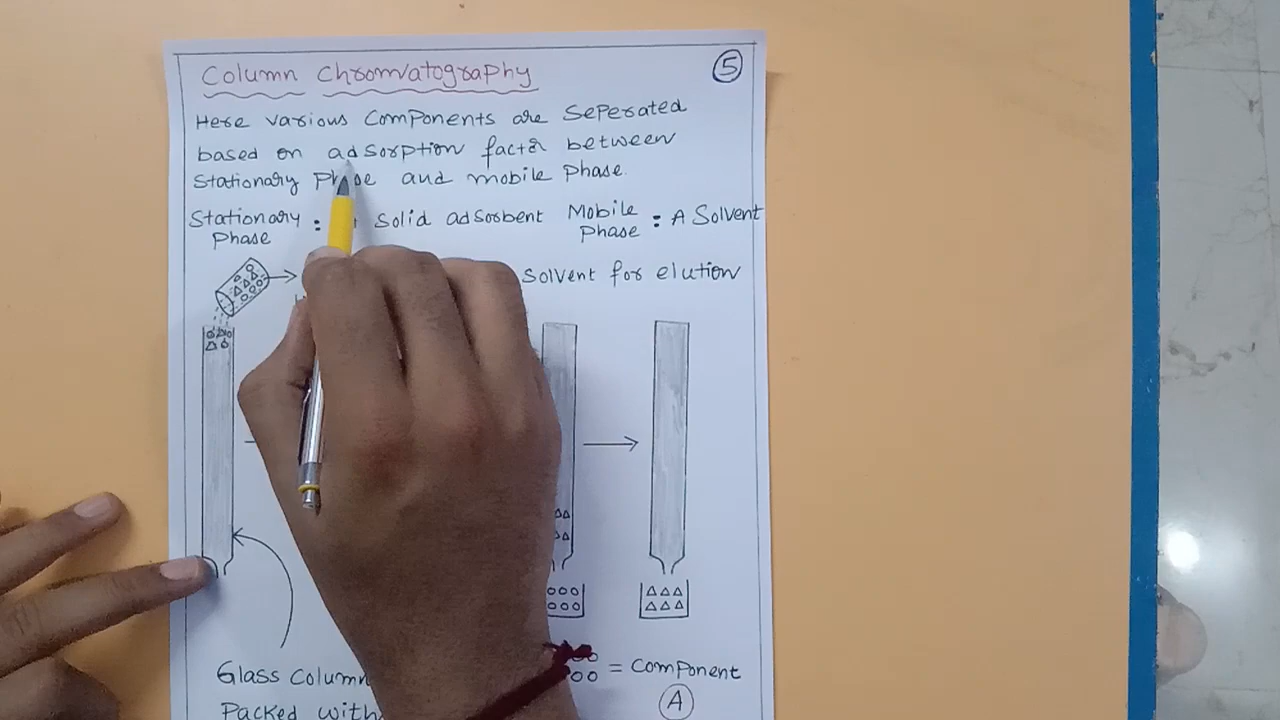 Column Chromatography
5
Here various Components are Seperated
based on adsorption factor between
Stationary Phase and mobile Phase.
Stationary Phase : Solid adsorbent Mobile Phase : A Solvent
Solvent for elution
Glass Column = Component
Packed with A